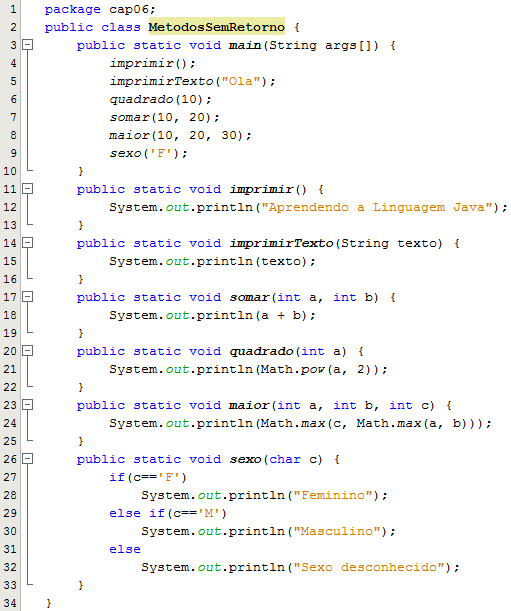 1 package cap06;
2 public class MetodosSemRetorno {
3 public static void main(String args[]) {
4 imprimir();
5 imprimirTexto("Ola");
6 quadrado(10);
7 somar(10, 20);
8 maior(10, 20, 30);
9 sexo('F');
10 }
11 public static void imprimir() {
12 System.out.println("Aprendendo a Linguagem Java");
13 }
14 public static void imprimirTexto(String texto) {
15 System.out.println(texto);
16 }
17 public static void somar(int a, int b) {
18 System.out.println(a + b);
19 }
20 public static void quadrado(int a) {
21 System.out.println(Math.pow(a, 2));
22 }
23 public static void maior(int a, int b, int c) {
24 System.out.println(Math.max(c, Math.max(a, b)));
25 }
26 public static void sexo(char c) {
27 if(c=='F')
28 System.out.println("Feminino");
29 else if(c=='M')
30 System.out.println("Masculino");
31 else
32 System.out.println("Sexo desconhecido");
33 }
34 }